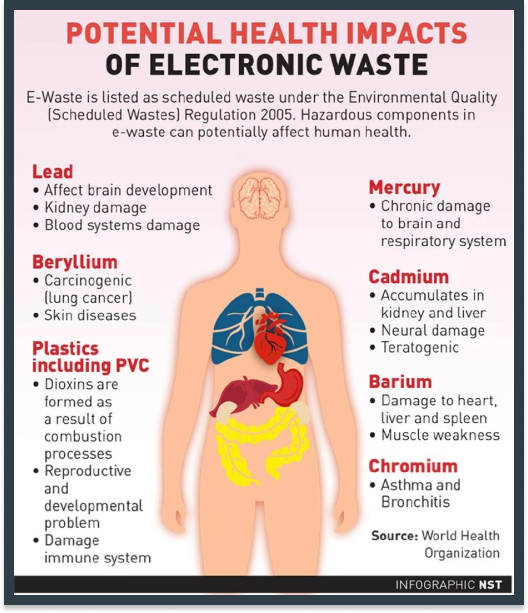 POTENTIAL HEALTH IMPACTS
OF ELECTRONIC WASTE
E-Waste is listed as scheduled waste under the Environmental Quality
(Scheduled Wastes) Regulation 2005. Hazardous components in
e-waste can potentially affect human health.
Lead
• Affect brain development
• Kidney damage
• Blood systems damage
Beryllium
• Carcinogenic
(lung cancer)
• Skin diseases
Plastics
including PVC
• Dioxins are
formed as
a result of
combustion
processes
• Reproductive
and
developmental
problem
• Damage
immune system
Mercury
• Chronic damage
to brain and
respiratory system
Cadmium
• Accumulates in
kidney and liver
• Neural damage
• Teratogenic
Barium
• Damage to heart,
liver and spleen
• Muscle weakness
Chromium
• Asthma and
Bronchitis
Source: World Health
Organization
INFOGRAPHIC NST